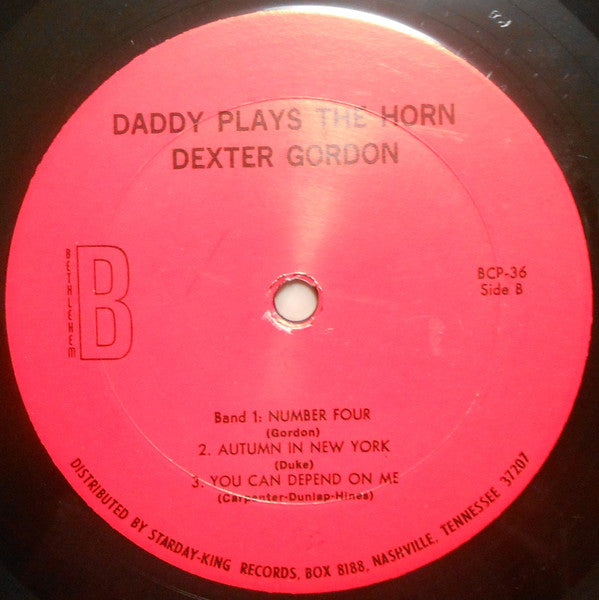 DADDY PLAYS THE HORN
DEXTER GORDON
BETHLEHEM
B
BCP-36
Side B
Band 1: NUMBER FOUR
(Gordon)
2. AUTUMN IN NEW YORK
(Duke)
3. YOU CAN DEPEND ON ME
(Carpenter-Dunlap-Hines)
DISTRIBUTED BY STARDAY-KING RECORDS, BOX 8188, NASHVILLE, TENNESSEE 37207